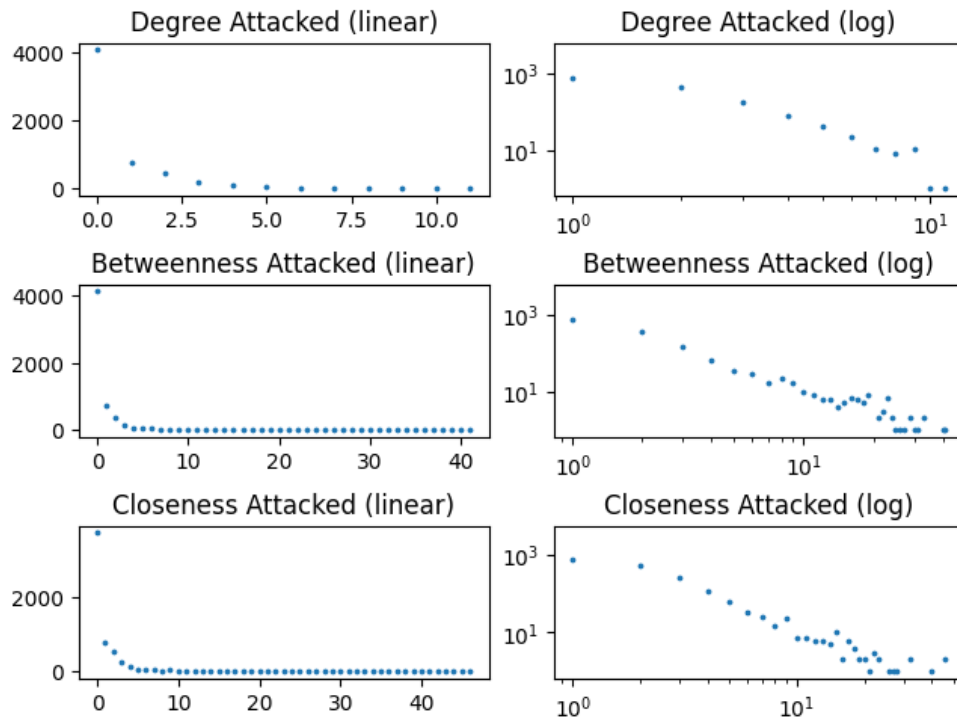 Degree Attacked (linear)
4000
2000
0
0.0 2.5 5.0 7.5 10.0
Degree Attacked (log)
10³
10¹
10⁰ 10¹
Betweenness Attacked (linear)
4000
2000
0
0 10 20 30 40
Betweenness Attacked (log)
10³
10¹
10⁰ 10¹
Closeness Attacked (linear)
2000
0
0 10 20 30 40
Closeness Attacked (log)
10³
10¹
10⁰ 10¹